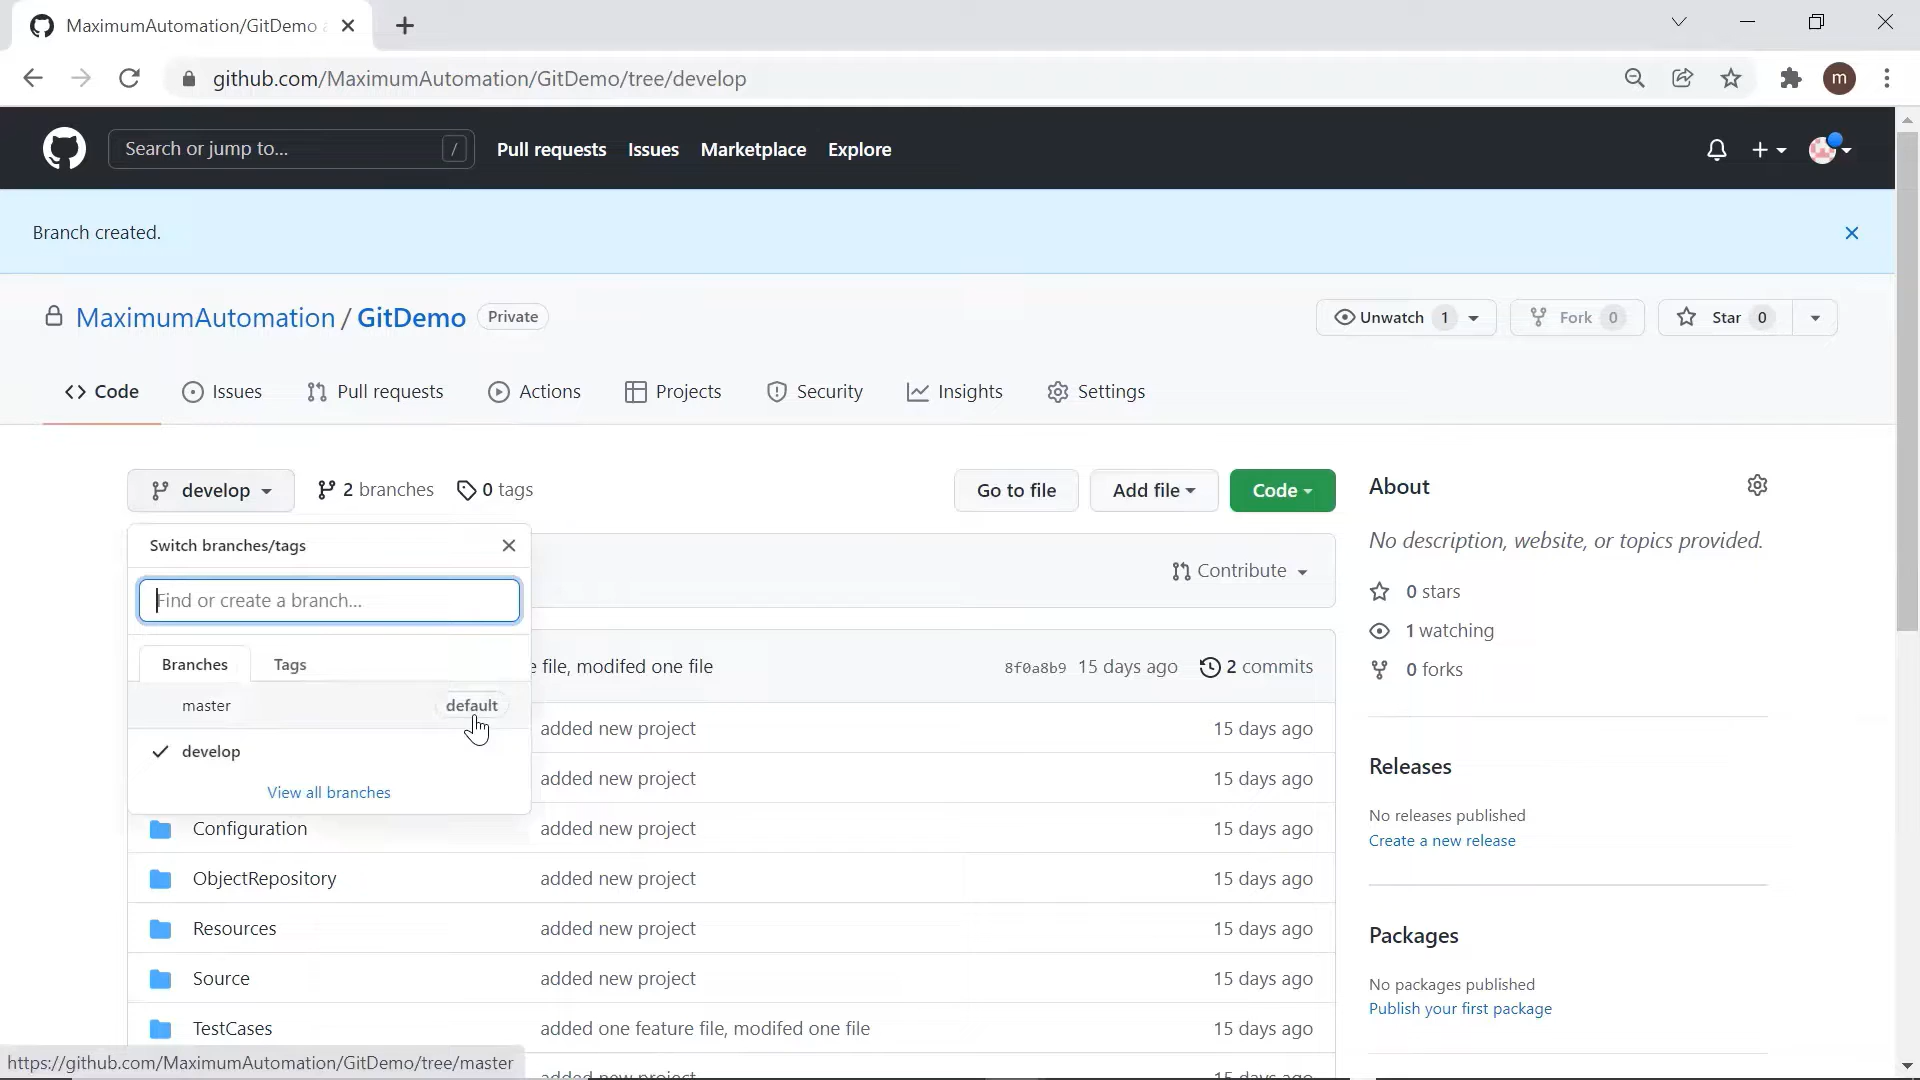 MaximumAutomation/GitDemo
github.com/MaximumAutomation/GitDemo/tree/develop
m
Search or jump to...
/
Pull requests
Issues
Marketplace
Explore
Branch created.
MaximumAutomation / GitDemo
Private
Unwatch 1
Fork 0
Star 0
Code
Issues
Pull requests
Actions
Projects
Security
Insights
Settings
develop
2 branches
0 tags
Go to file
Add file
Code
Switch branches/tags
Find or create a branch...
Branches
Tags
master
default
develop
View all branches
Contribute
file, modifed one file
8f0a8b9
15 days ago
2 commits
added new project
15 days ago
added new project
15 days ago
Configuration
added new project
15 days ago
ObjectRepository
added new project
15 days ago
Resources
added new project
15 days ago
Source
added new project
15 days ago
TestCases
added one feature file, modifed one file
15 days ago
added new project
15 days ago
About
No description, website, or topics provided.
0 stars
1 watching
0 forks
Releases
No releases published
Create a new release
Packages
No packages published
Publish your first package
https://github.com/MaximumAutomation/GitDemo/tree/master